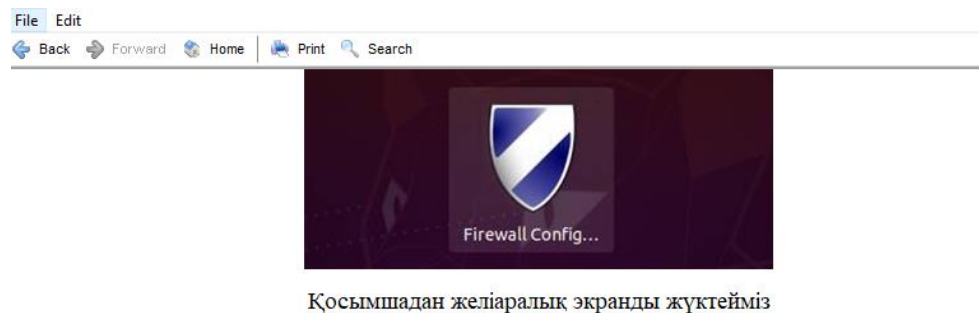 File Edit
Back Forward Home Print Search
Firewall Config...
Қосымшадан желіаралық экранды жүктейміз